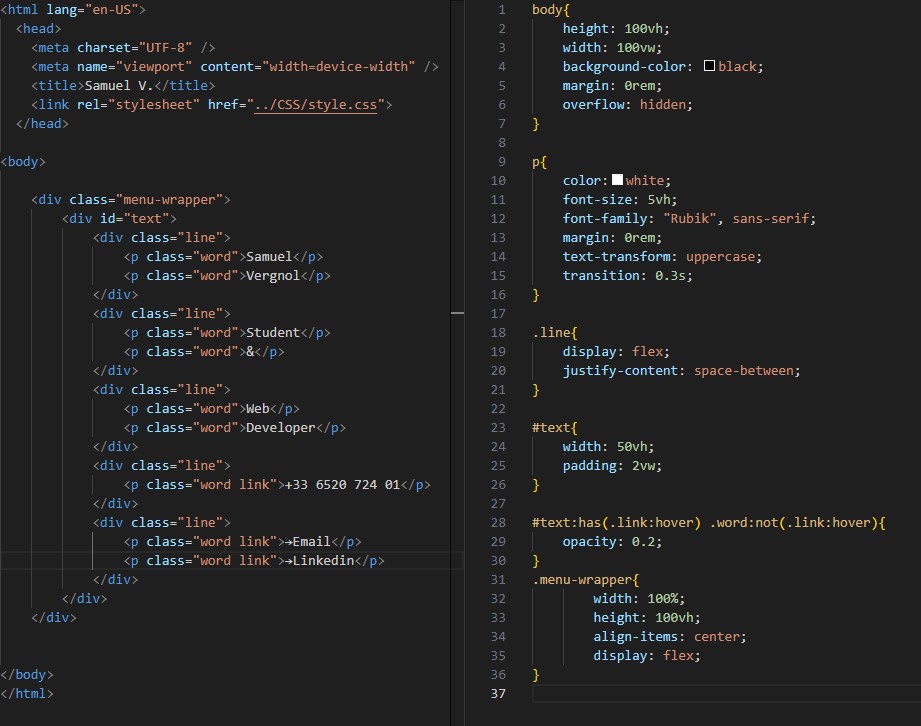 <html lang="en-US">
<head>
<meta charset="UTF-8" />
<meta name="viewport" content="width=device-width" />
<title>Samuel V.</title>
<link rel="stylesheet" href="../CSS/style.css">
</head>
<body>
<div class="menu-wrapper">
<div id="text">
<div class="line">
<p class="word">Samuel</p>
<p class="word">Vergnol</p>
</div>
<div class="line">
<p class="word">Student</p>
<p class="word">&</p>
</div>
<div class="line">
<p class="word">Web</p>
<p class="word">Developer</p>
</div>
<div class="line">
<p class="word link">+33 6520 724 01</p>
</div>
<div class="line">
<p class="word link">→Email</p>
<p class="word link">→Linkedin</p>
</div>
</div>
</div>
</body>
</html>
1 body{
2 height: 100vh;
3 width: 100vw;
4 background-color: black;
5 margin: 0rem;
6 overflow: hidden;
7 }
8
9 p{
10 color: white;
11 font-size: 5vh;
12 font-family: "Rubik", sans-serif;
13 margin: 0rem;
14 text-transform: uppercase;
15 transition: 0.3s;
16 }
17
18 .line{
19 display: flex;
20 justify-content: space-between;
21 }
22
23 #text{
24 width: 50vh;
25 padding: 2vw;
26 }
27
28 #text:has(.link:hover) .word:not(.link:hover){
29 opacity: 0.2;
30 }
31 .menu-wrapper{
32 width: 100%;
33 height: 100vh;
34 align-items: center;
35 display: flex;
36 }
37